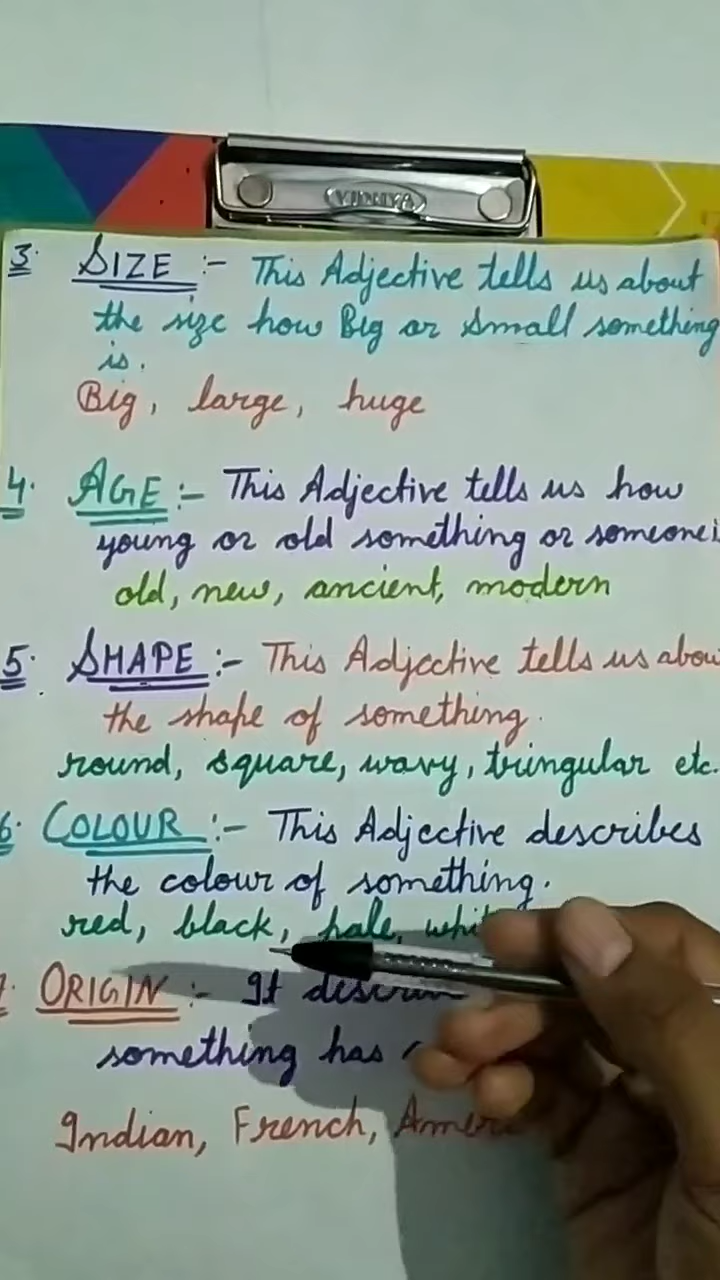 VIDHYA
3. SIZE :- This Adjective tells us about
the size how Big or small something
is.
Big, large, huge
4. AGE :- This Adjective tells us how
young or old something or someone
old, new, ancient, modern
5. SHAPE :- This Adjective tells us
the shape of something.
round, square, wavy, tringular etc.
6. COLOUR :- This Adjective describes
the colour of something.
red, black, pale,
7. ORIGIN :- It
something has
Indian, French,